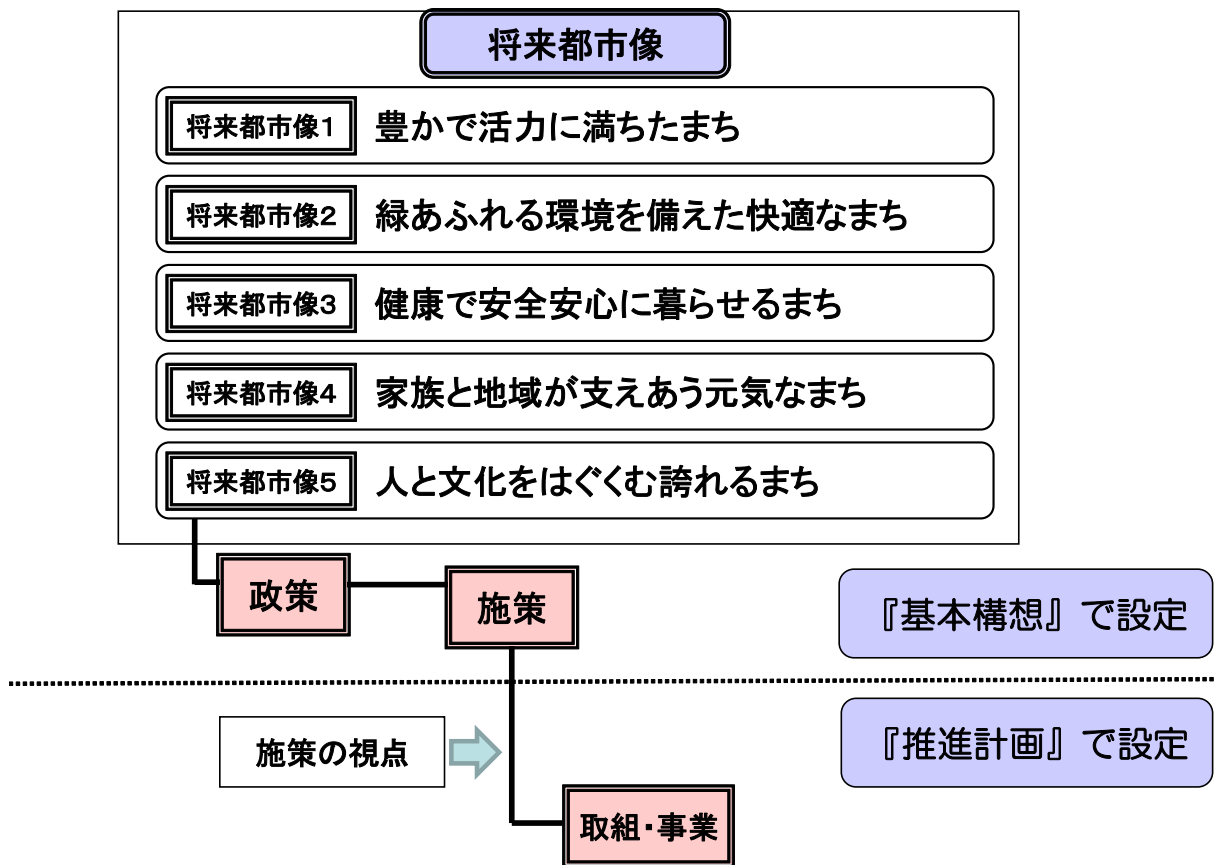 将来都市像
将来都市像1 豊かで活力に満ちたまち
将来都市像2 緑あふれる環境を備えた快適なまち
将来都市像3 健康で安全安心に暮らせるまち
将来都市像4 家族と地域が支えあう元気なまち
将来都市像5 人と文化をはぐくむ誇れるまち
政策
施策
『基本構想』で設定
施策の視点
『推進計画』で設定
取組・事業